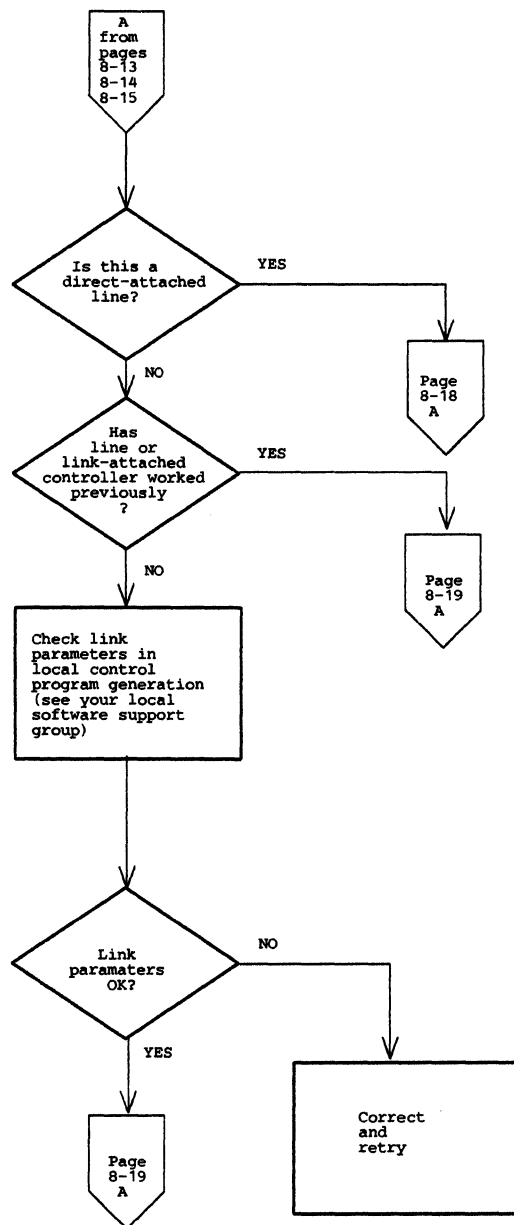 A
from
pages
8-13
8-14
8-15
Is this a
direct-attached
line?
YES
NO
Page
8-18
A
Has
line or
link-attached
controller worked
previously
?
YES
NO
Page
8-19
A
Check link
parameters in
local control
program generation
(see your local
software support
group)
Link
paramaters
OK?
NO
YES
Correct
and
retry
Page
8-19
A